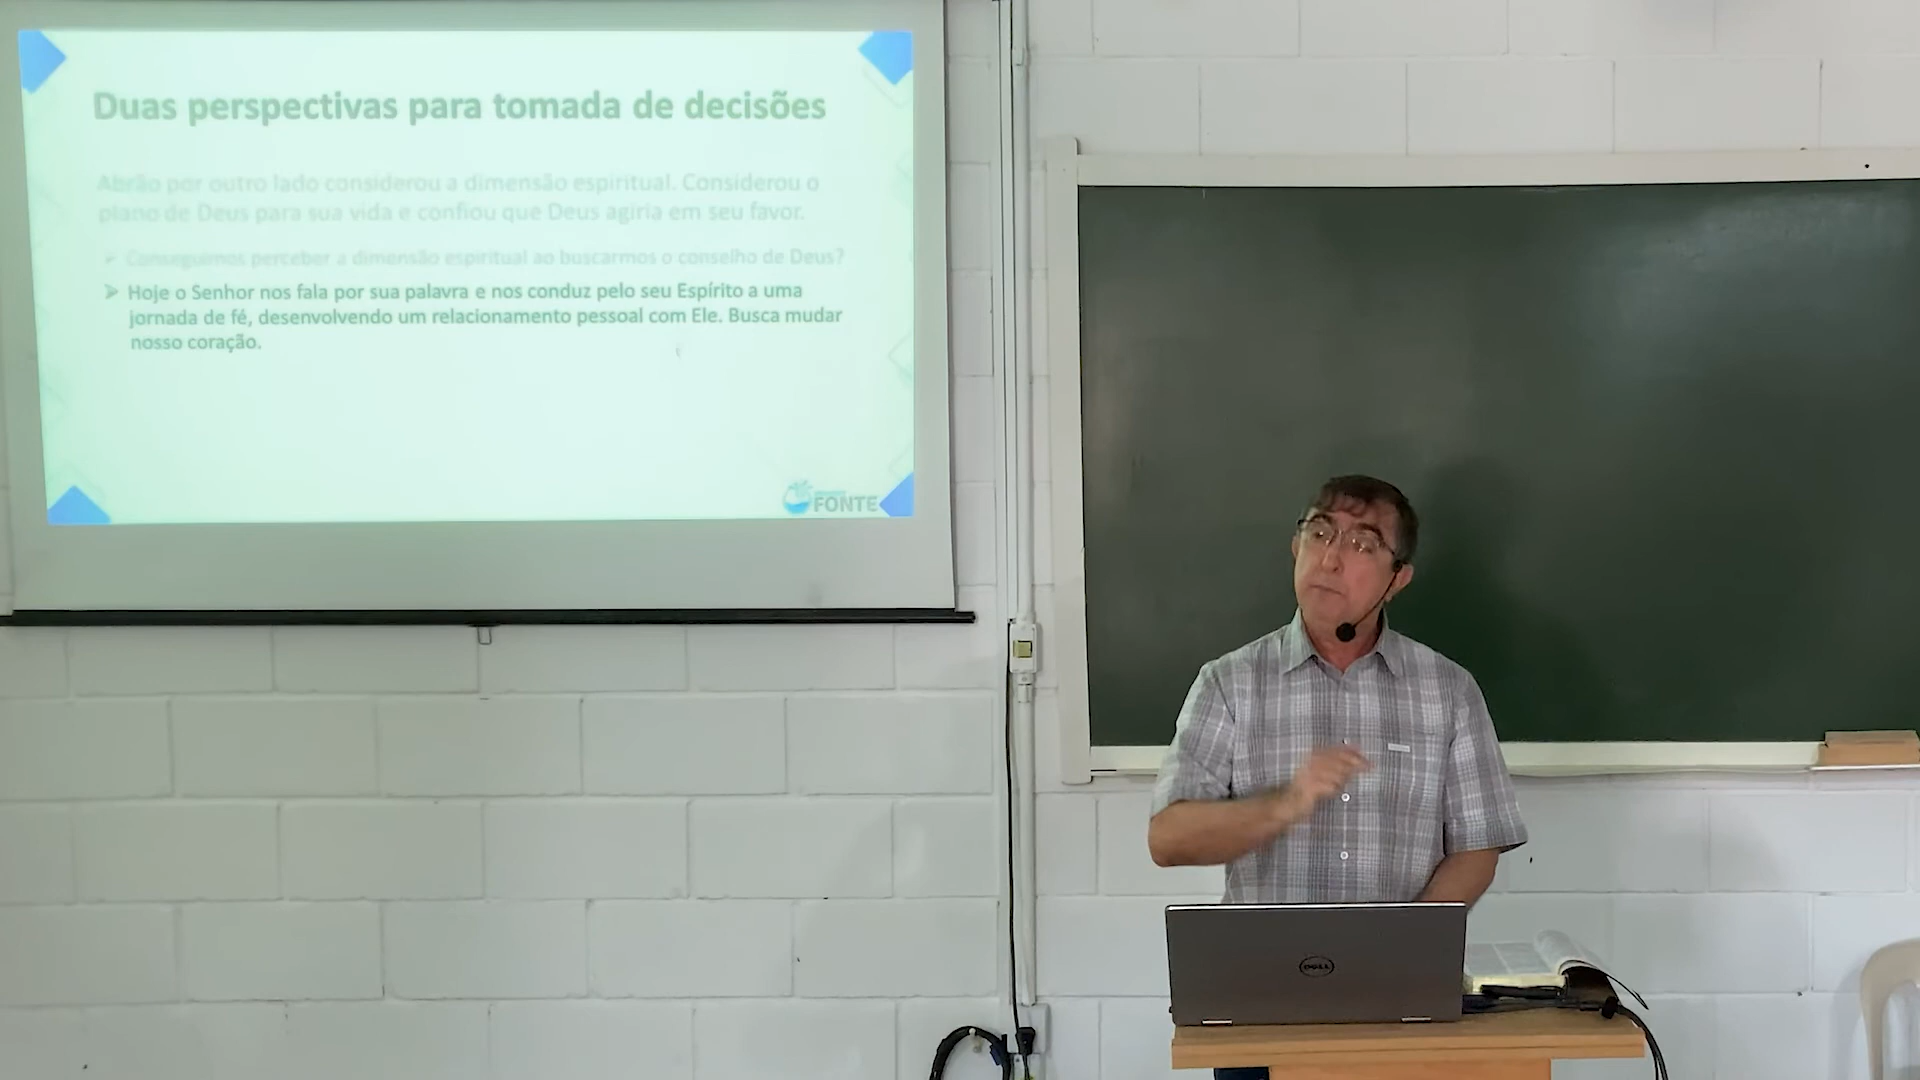 Duas perspectivas para tomada de decisões
Abrão por outro lado considerou a dimensão espiritual. Considerou o
plano de Deus para sua vida e confiou que Deus agiria em seu favor.
Conseguimos perceber a dimensão espiritual ao buscarmos o conselho de Deus?
Hoje o Senhor nos fala por sua palavra e nos conduz pelo seu Espírito a uma
jornada de fé, desenvolvendo um relacionamento pessoal com Ele. Busca mudar
nosso coração.
FONTE
DELL